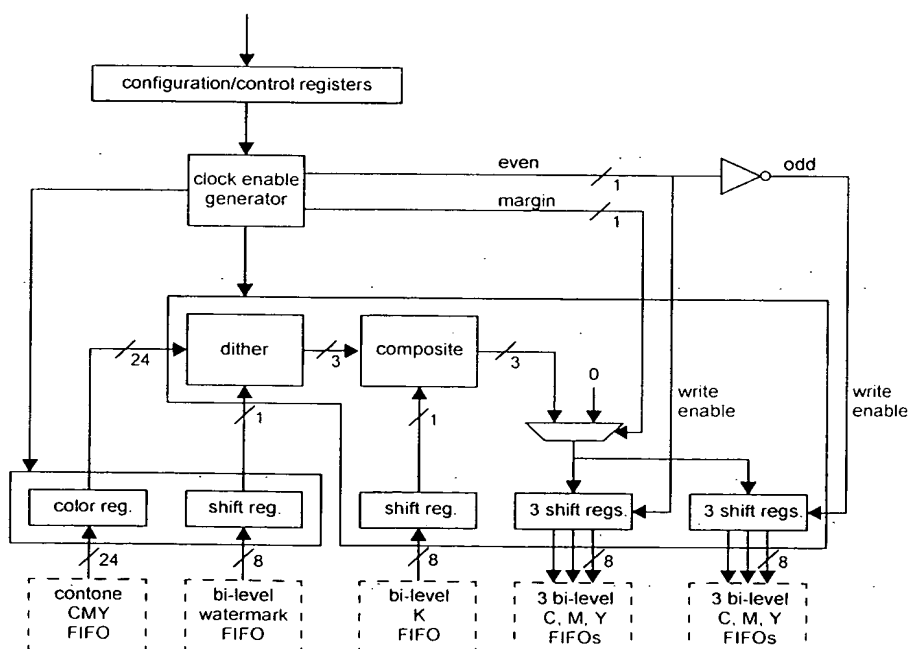 configuration/control registers
clock enable
generator
even
1
odd
margin
1
dither
composite
24
3
3
0
write
enable
write
enable
1
1
color reg.
shift reg.
shift reg.
3 shift regs.
3 shift regs.
24
8
8
8
8
contone
CMY
FIFO
bi-level
watermark
FIFO
bi-level
K
FIFO
3 bi-level
C, M, Y
FIFOs
3 bi-level
C, M, Y
FIFOs